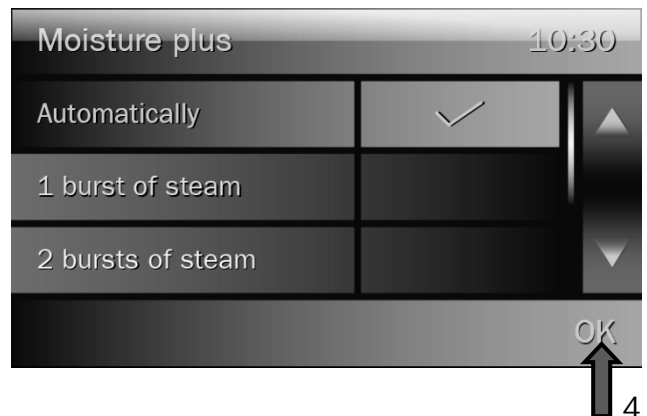 Moisture plus 10:30
Automatically
1 burst of steam
2 bursts of steam
OK
4